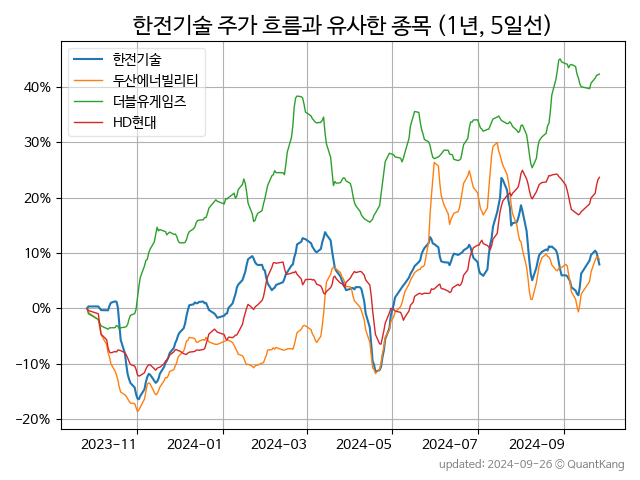 한전기술 주가 흐름과 유사한 종목 (1년, 5일선)
한전기술
두산에너빌리티
더블유게임즈
HD현대
40%
30%
20%
10%
0%
−10%
−20%
2023−11
2024−01
2024−03
2024−05
2024−07
2024−09
updated: 2024-09-26 © QuantKang